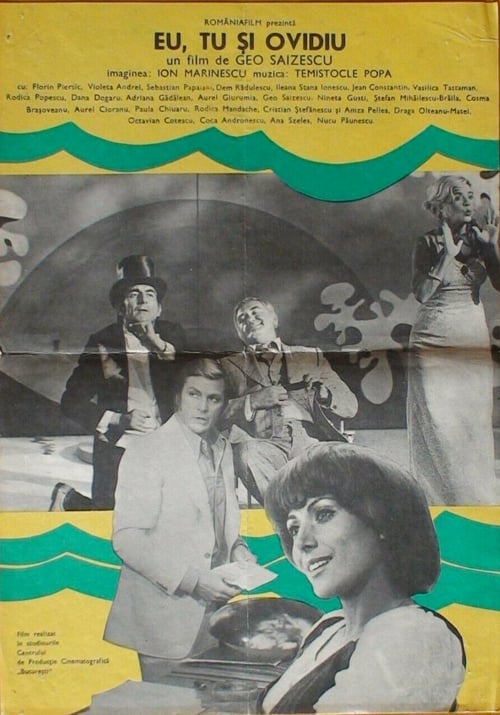 ROMÂNIAFILM prezintă
EU, TU ȘI OVIDIU
un film de GEO SAIZESCU
imaginea: ION MARINESCU muzica: TEMISTOCLE POPA
cu: Florin Piersic, Violeta Andrei, Sebastian Papaiani, Dem Rădulescu, Ileana Stana Ionescu, Jean Constantin, Vasilica Tastaman,
Rodica Popescu, Dana Dogaru, Adriana Gădălean, Aurel Giurumia, Geo Saizescu, Nineta Gusti, Ștefan Mihăilescu-Brăila, Cosma
Brașoveanu, Aurel Cioranu, Paula Chiuaru, Rodica Mandache, Cristian Ștefănescu și Amza Pellea, Draga Olteanu-Matei,
Octavian Cotescu, Coca Andronescu, Ana Szeles, Nucu Păunescu.
Film realizat
în studiourile
Centrului
de Producție Cinematografică
„București"